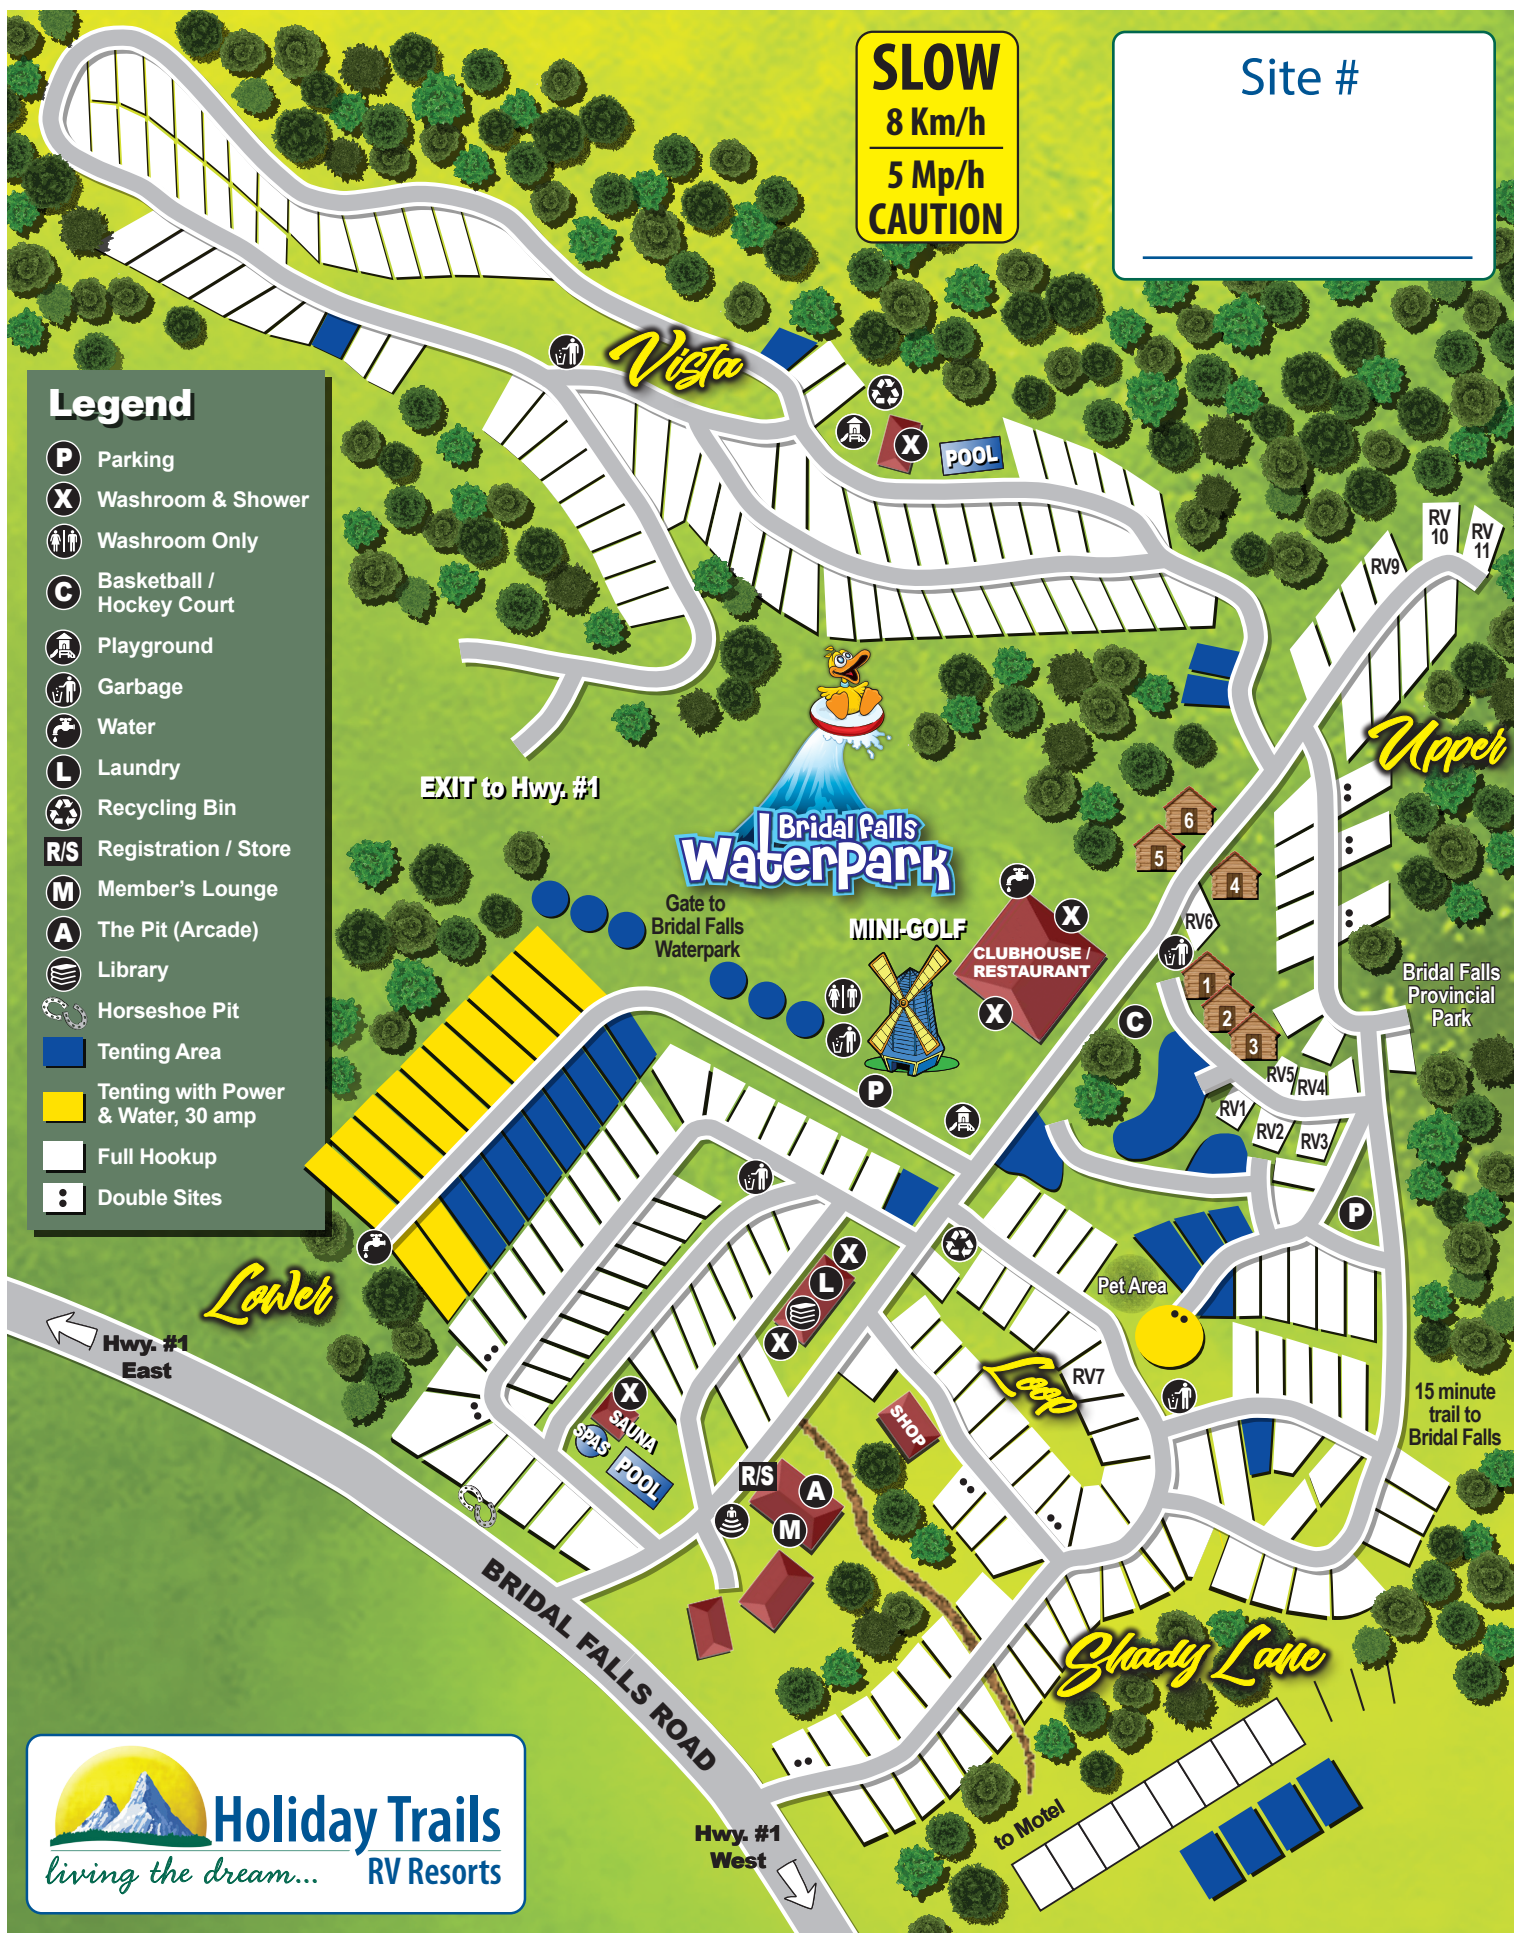 SLOW
8 Km/h
5 Mp/h
CAUTION
Site #
Vista
POOL
RV
10
RV
11
RV9
Legend
P Parking
X Washroom & Shower
Washroom Only
C Basketball /
Hockey Court
Playground
Garbage
Water
L Laundry
Recycling Bin
R/S Registration / Store
M Member's Lounge
A The Pit (Arcade)
Library
Horseshoe Pit
Tenting Area
Tenting with Power
& Water, 30 amp
Full Hookup
Double Sites
X
Upper
EXIT to Hwy. #1
Bridal Falls
Waterpark
6
5
4
RV6
Gate to
Bridal Falls
Waterpark
MINI-GOLF
X
CLUBHOUSE /
RESTAURANT
X
C
1
2
3
Bridal Falls
Provincial
Park
RV5
RV4
RV1
RV2
RV3
P
P
Lower
Hwy. #1
East
X
L
X
Pet Area
Loop
RV7
15 minute
trail to
Bridal Falls
X
SAUNA
SPAS
POOL
SHOP
R/S
A
M
BRIDAL FALLS ROAD
Shady Lane
to Motel
Hwy. #1
West
Holiday Trails
living the dream...
RV Resorts